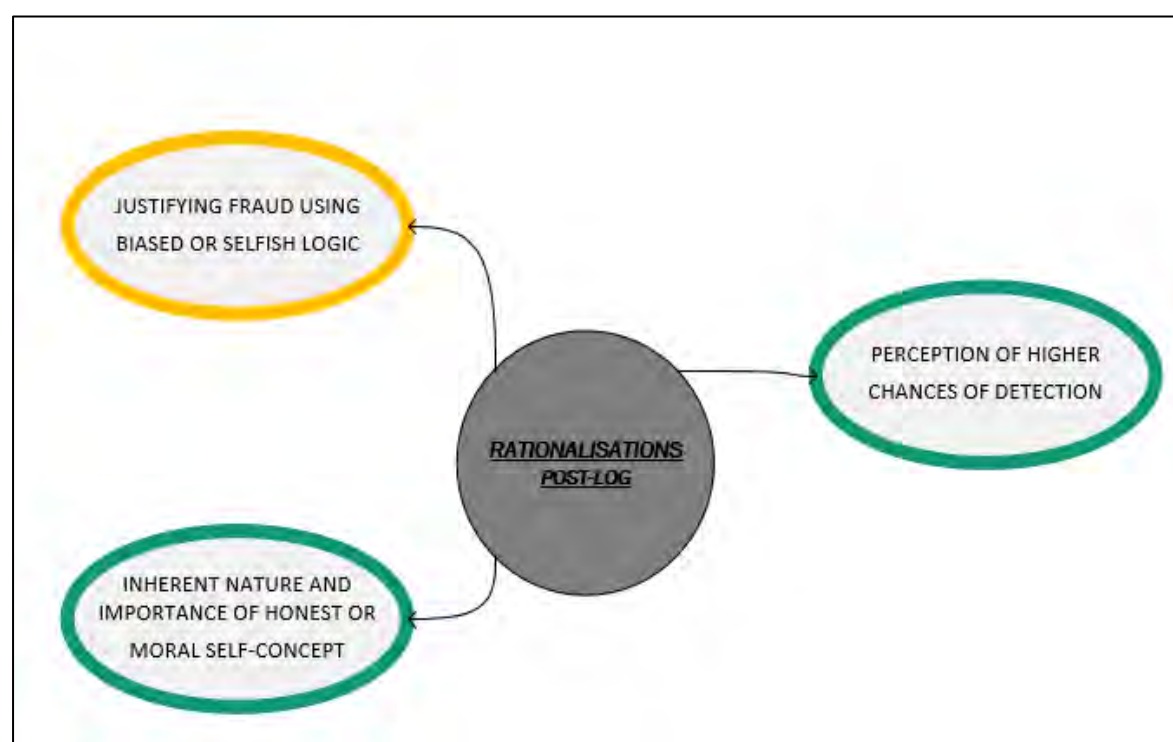 JUSTIFYING FRAUD USING
BIASED OR SELFISH LOGIC
PERCEPTION OF HIGHER
CHANCES OF DETECTION
RATIONALISATIONS
POST-LOG
INHERENT NATURE AND
IMPORTANCE OF HONEST OR
MORAL SELF-CONCEPT